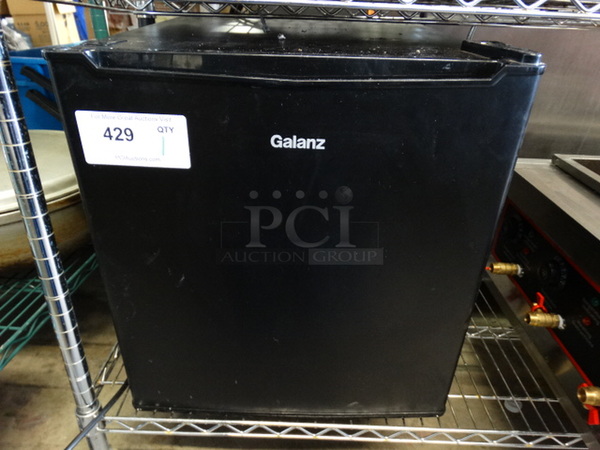 429
QTY
1
Galanz
PCI
AUCTION GROUP